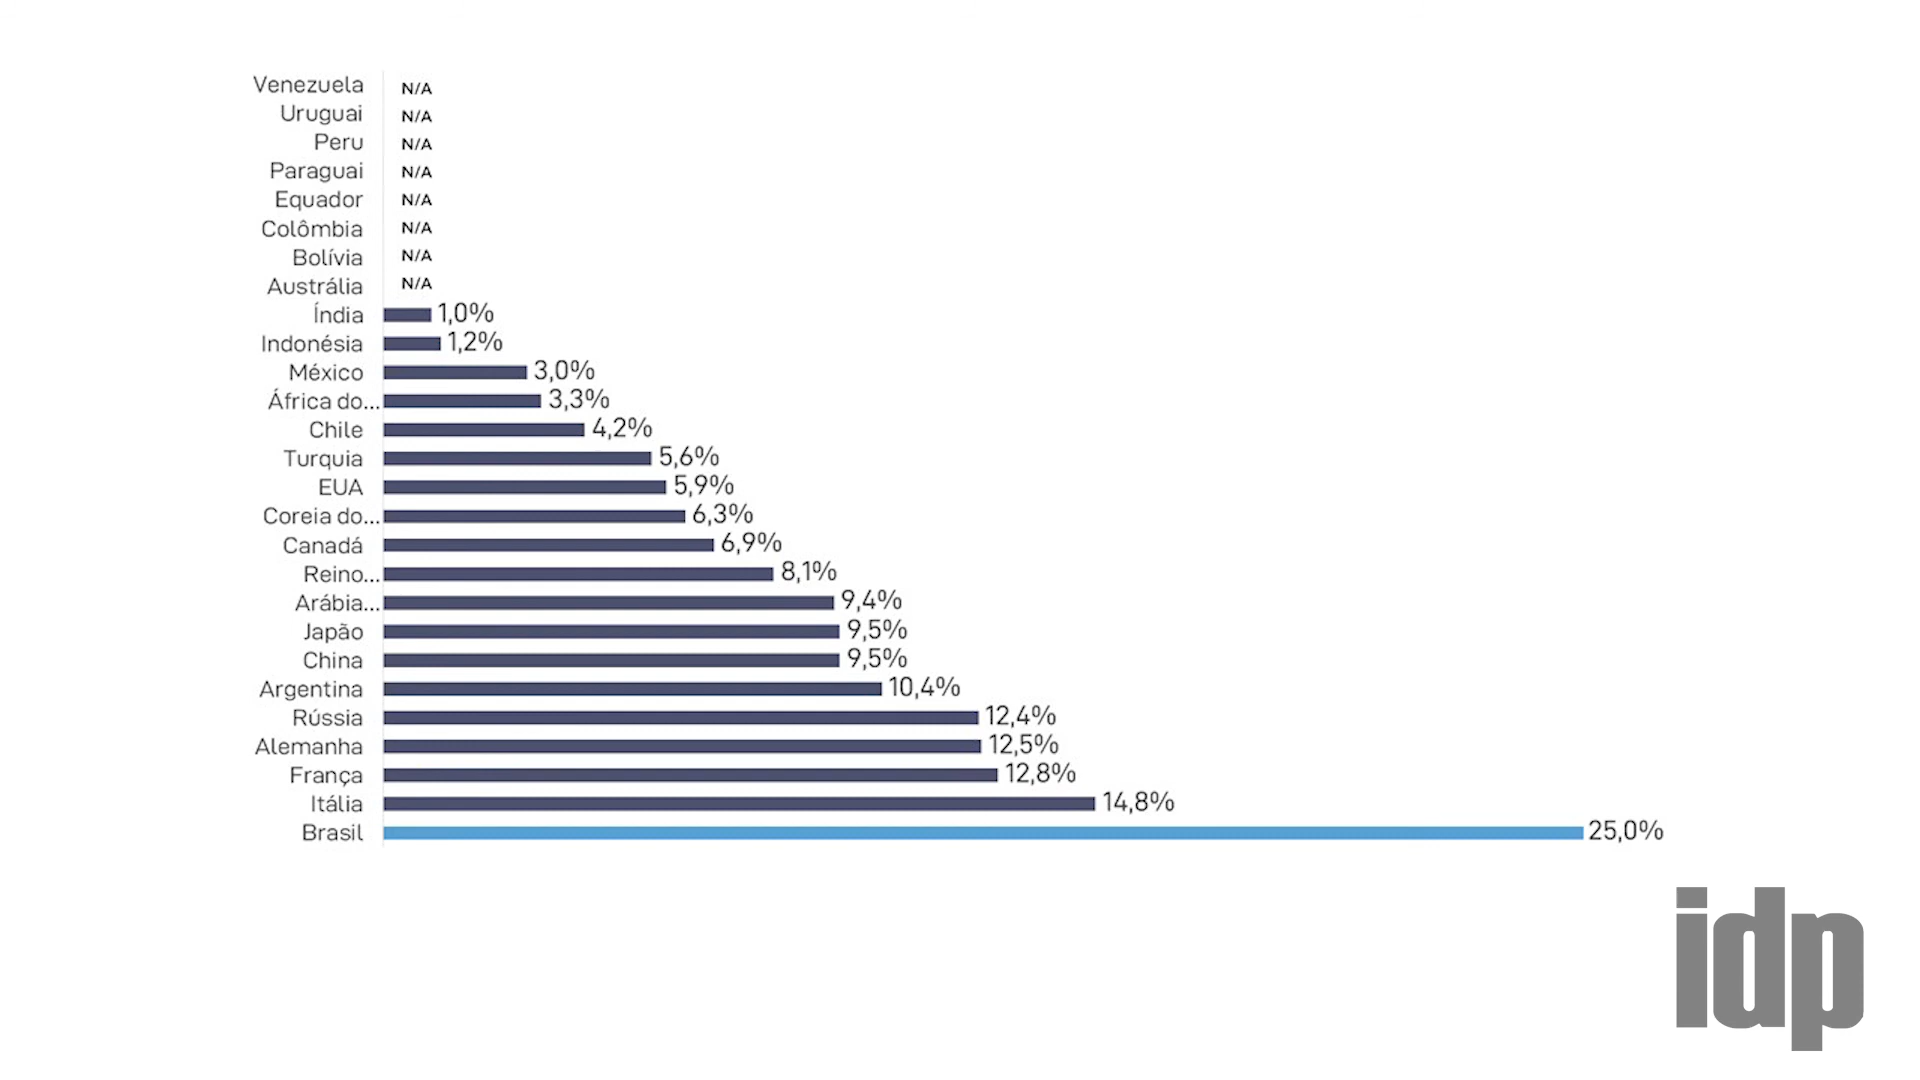 Venezuela N/A
Uruguai N/A
Peru N/A
Paraguai N/A
Equador N/A
Colômbia N/A
Bolívia N/A
Austrália N/A
Índia 1,0%
Indonésia 1,2%
México 3,0%
África do... 3,3%
Chile 4,2%
Turquia 5,6%
EUA 5,9%
Coreia do... 6,3%
Canadá 6,9%
Reino... 8,1%
Arábia... 9,4%
Japão 9,5%
China 9,5%
Argentina 10,4%
Rússia 12,4%
Alemanha 12,5%
França 12,8%
Itália 14,8%
Brasil 25,0%
idp